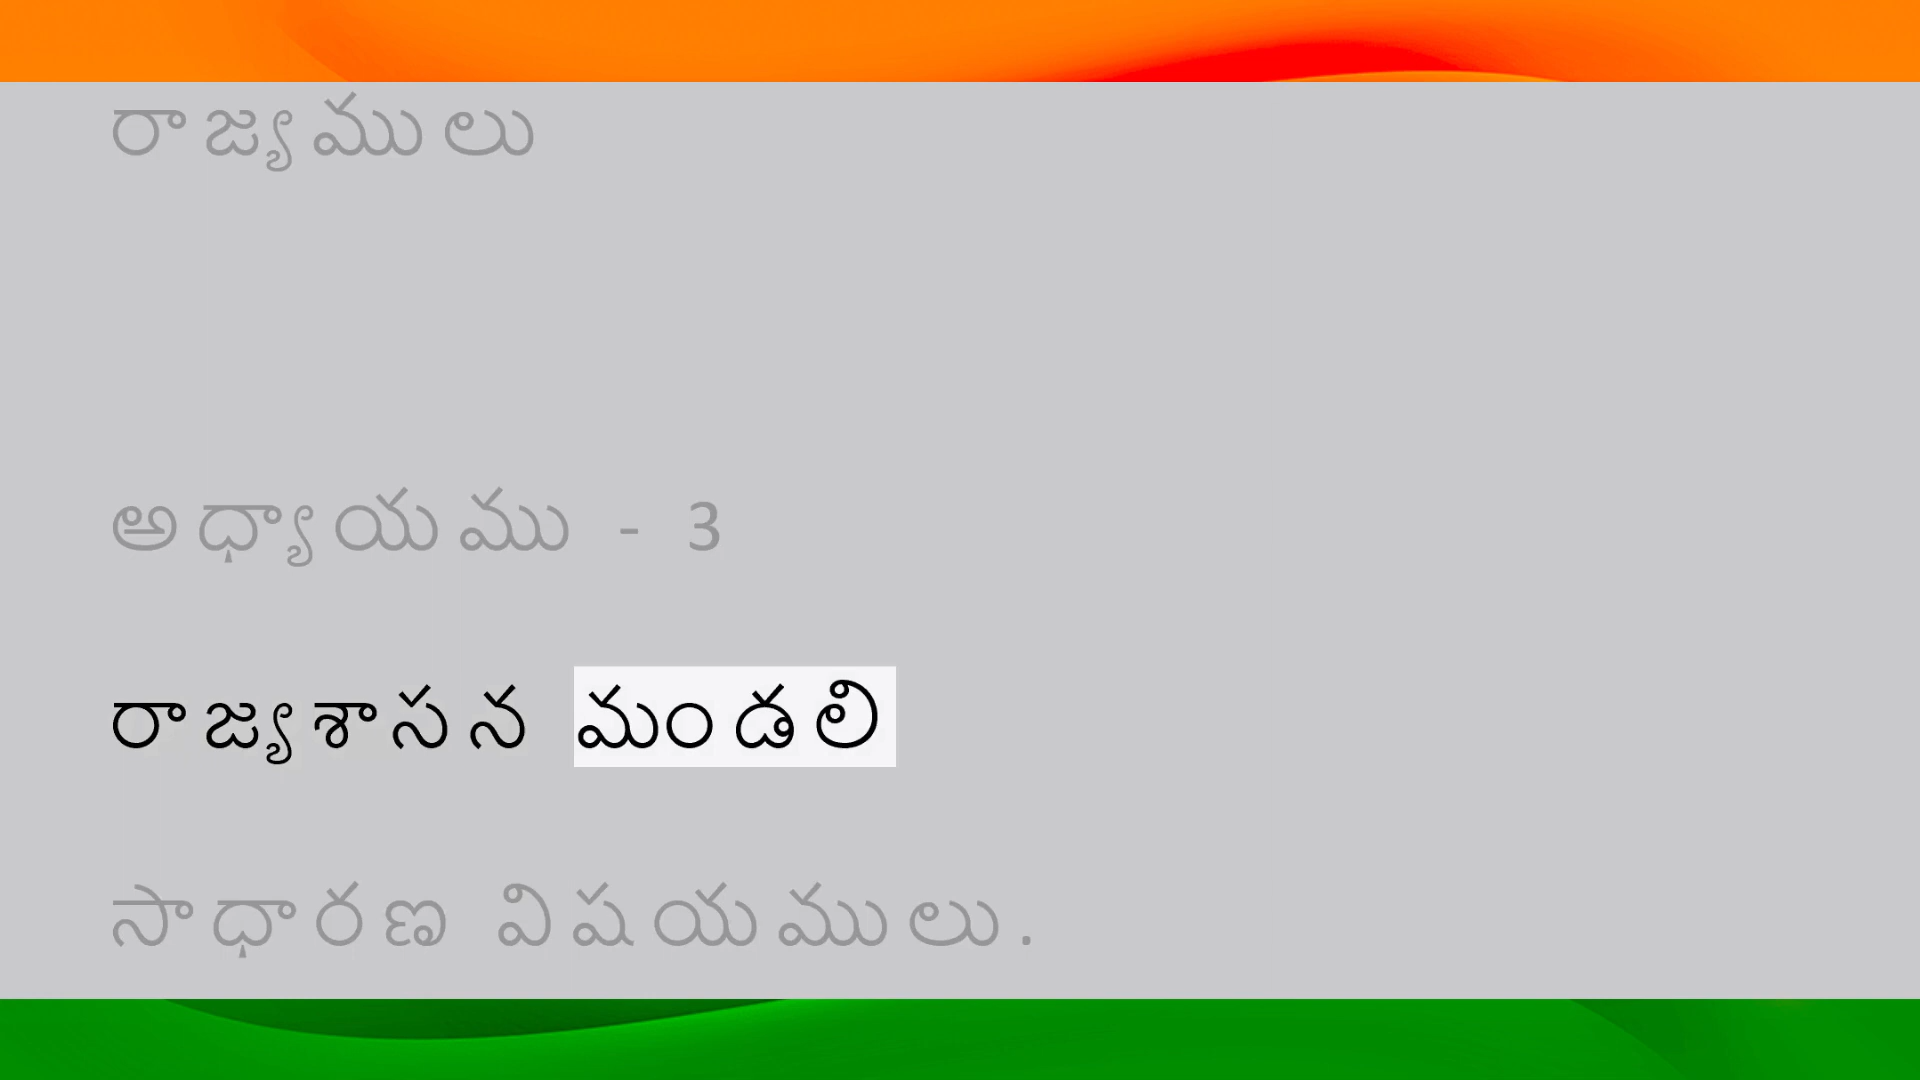 రాజ్యములు
అధ్యాయము - 3
రాజ్యశాసన మండలి
సాధారణ విషయములు.